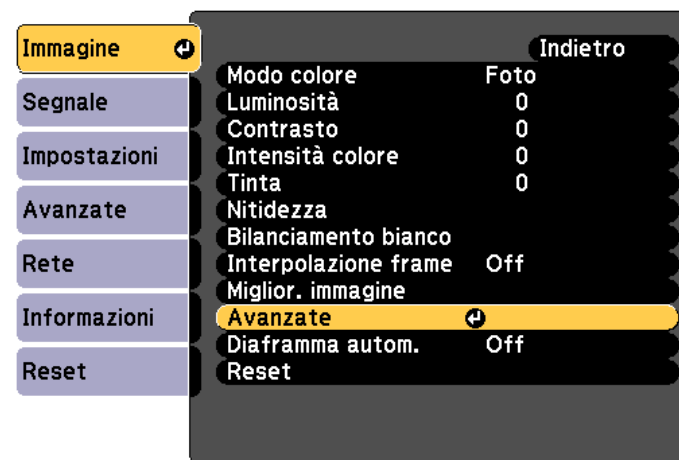 Immagine
Segnale
Impostazioni
Avanzate
Rete
Informazioni
Reset
Indietro
Modo colore Foto
Luminosità 0
Contrasto 0
Intensità colore 0
Tinta 0
Nitidezza
Bilanciamento bianco
Interpolazione frame Off
Miglior. immagine
Avanzate
Diaframma autom. Off
Reset